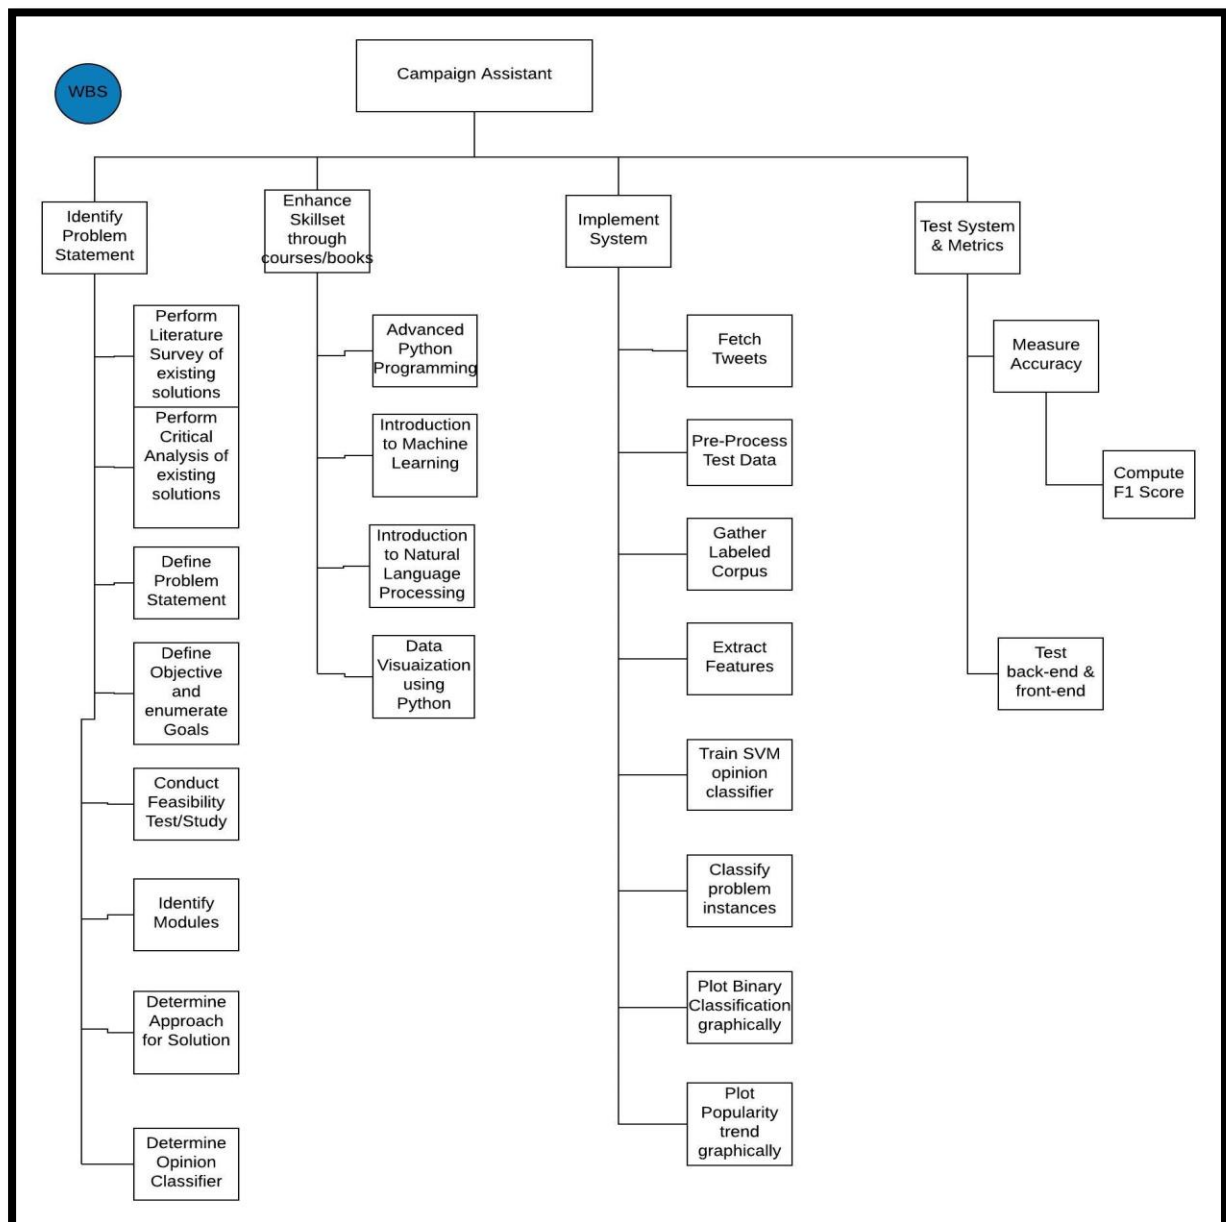 Campaign Assistant
WBS
Identify
Problem
Statement
Perform
Literature
Survey of
existing
solutions
Perform
Critical
Analysis of
existing
solutions
Define
Problem
Statement
Define
Objective
and
enumerate
Goals
Conduct
Feasibility
Test/Study
Identify
Modules
Determine
Approach
for Solution
Determine
Opinion
Classifier
Enhance
Skillset
through
courses/books
Advanced
Python
Programming
Introduction
to Machine
Learning
Introduction
to Natural
Language
Processing
Data
Visuaization
using
Python
Implement
System
Fetch
Tweets
Pre-Process
Test Data
Gather
Labeled
Corpus
Extract
Features
Train SVM
opinion
classifier
Classify
problem
instances
Plot Binary
Classification
graphically
Plot
Popularity
trend
graphically
Test System
& Metrics
Measure
Accuracy
Compute
F1 Score
Test
back-end &
front-end